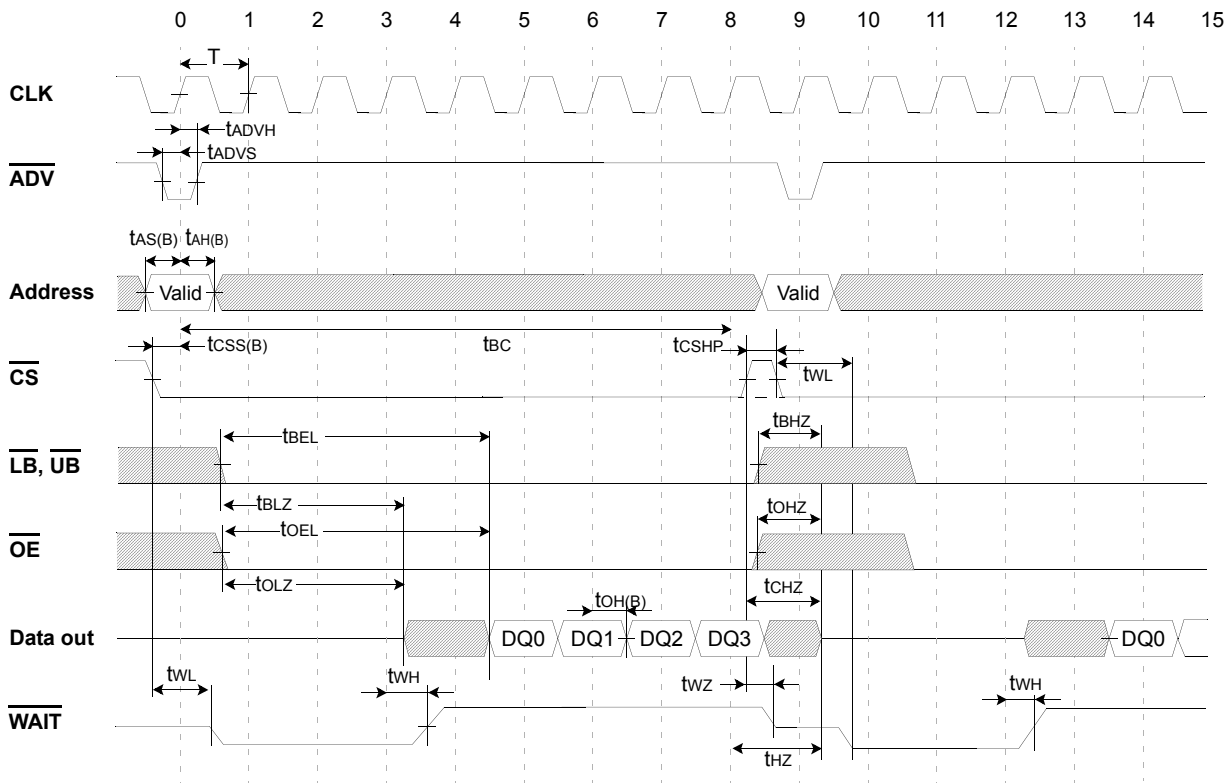 0 1 2 3 4 5 6 7 8 9 10 11 12 13 14 15
T
CLK
tADVH
tADVS
ADV
tAS(B) tAH(B)
Address Valid Valid
tCSS(B) tBC tCSHP
CS tWL
tBEL tBHZ
LB, UB
tBLZ
tOEL tOHZ
OE
tOLZ tCHZ
tOH(B)
Data out DQ0 DQ1 DQ2 DQ3 DQ0
tWL tWH tWZ tWH
WAIT
tHZ